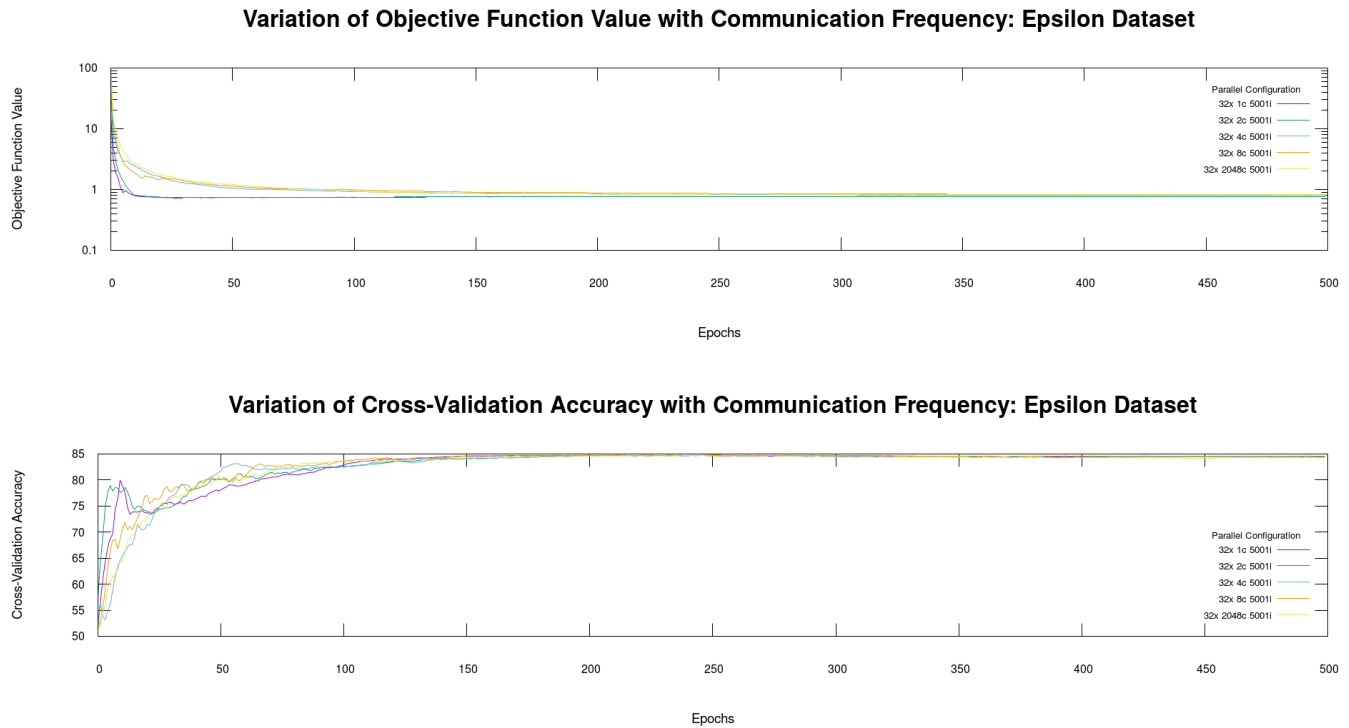 Variation of Objective Function Value with Communication Frequency: Epsilon Dataset
Objective Function Value
100
10
1
0.1
Parallel Configuration
32x 1c 5001i
32x 2c 5001i
32x 4c 5001i
32x 8c 5001i
32x 2048c 5001i
0 50 100 150 200 250 300 350 400 450 500
Epochs
Variation of Cross-Validation Accuracy with Communication Frequency: Epsilon Dataset
Cross-Validation Accuracy
85
80
75
70
65
60
55
50
Parallel Configuration
32x 1c 5001i
32x 2c 5001i
32x 4c 5001i
32x 8c 5001i
32x 2048c 5001i
0 50 100 150 200 250 300 350 400 450 500
Epochs